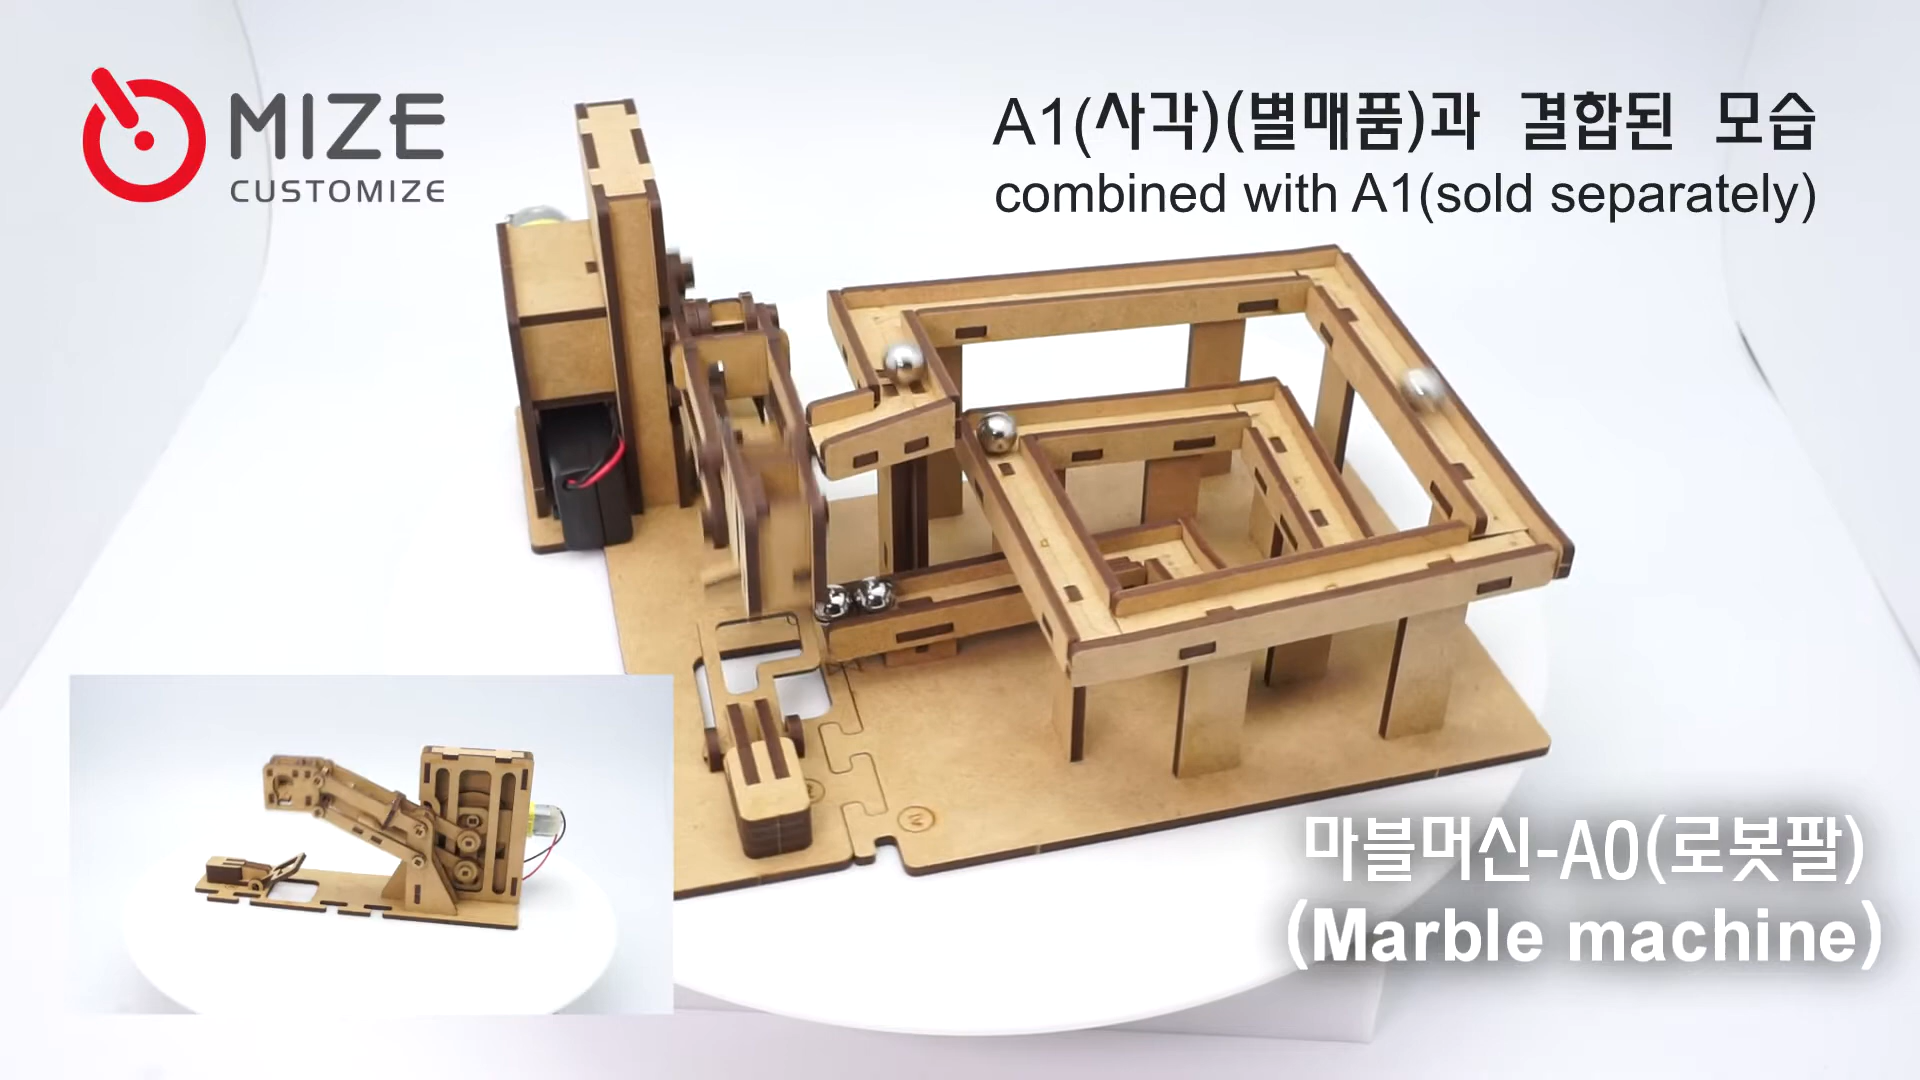 MIZE
CUSTOMIZE
A1(사각)(별매품)과 결합된 모습
combined with A1(sold separately)
마블머신-A0(로봇팔)
(Marble machine)